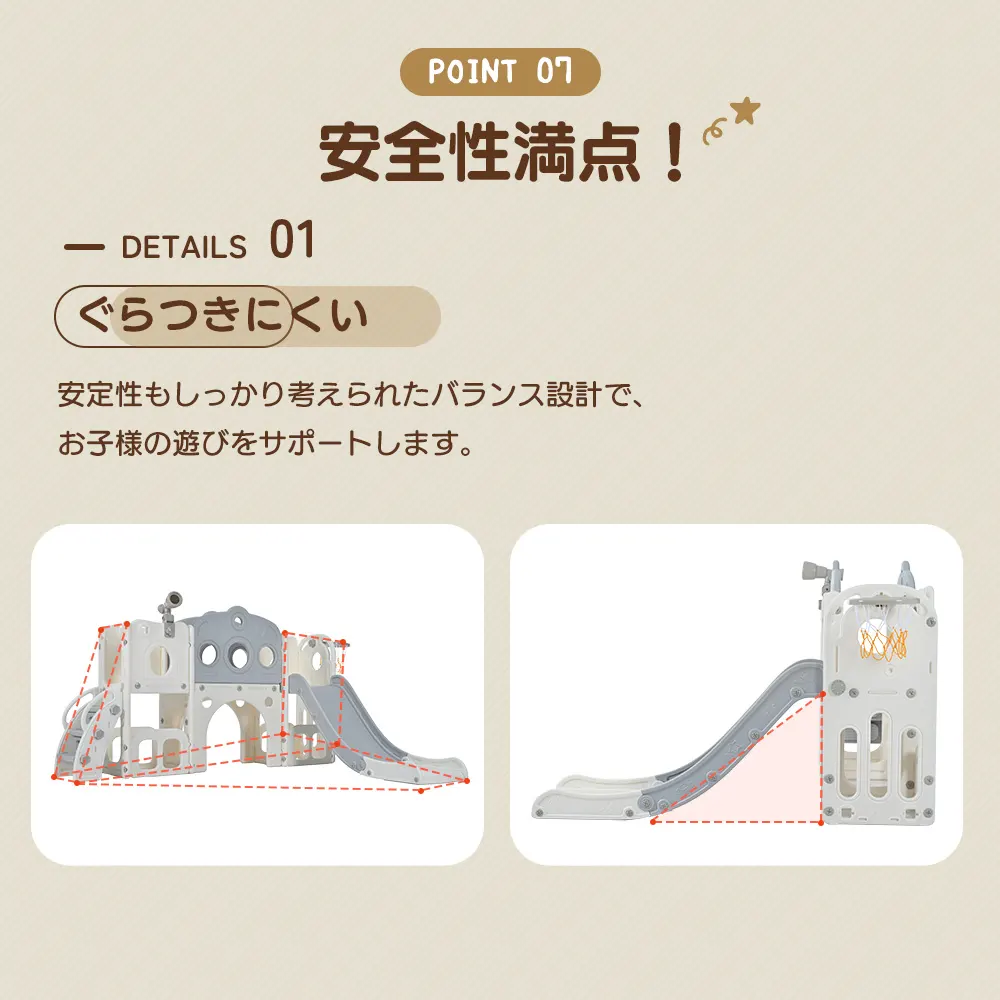 POINT 07
安全性満点！
DETAILS 01
ぐらつきにくい
安定性もしっかり考えられたバランス設計で、
お子様の遊びをサポートします。